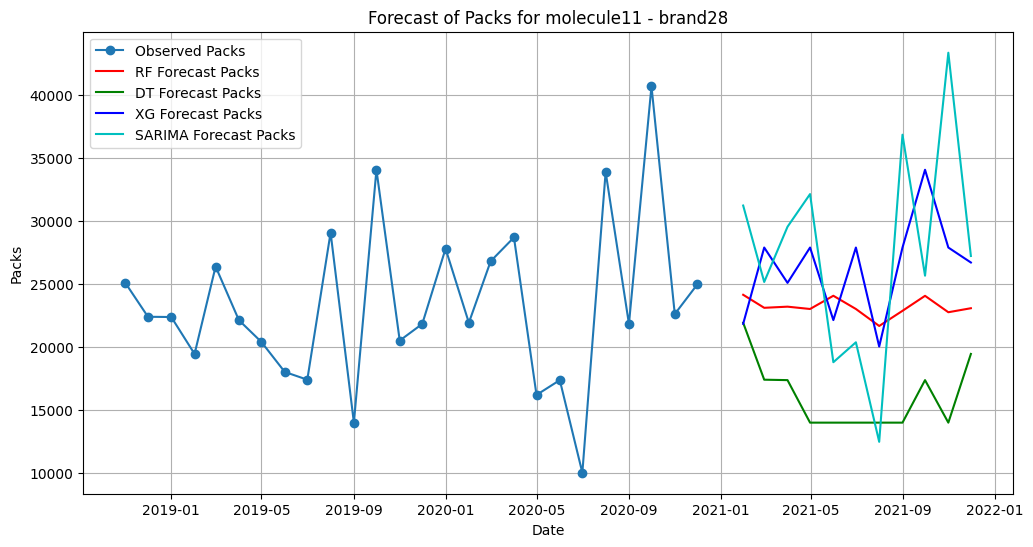 Forecast of Packs for molecule11 - brand28
Observed Packs
RF Forecast Packs
DT Forecast Packs
XG Forecast Packs
SARIMA Forecast Packs
Packs
40000
35000
30000
25000
20000
15000
10000
2019-01 2019-05 2019-09 2020-01 2020-05 2020-09 2021-01 2021-05 2021-09 2022-01
Date